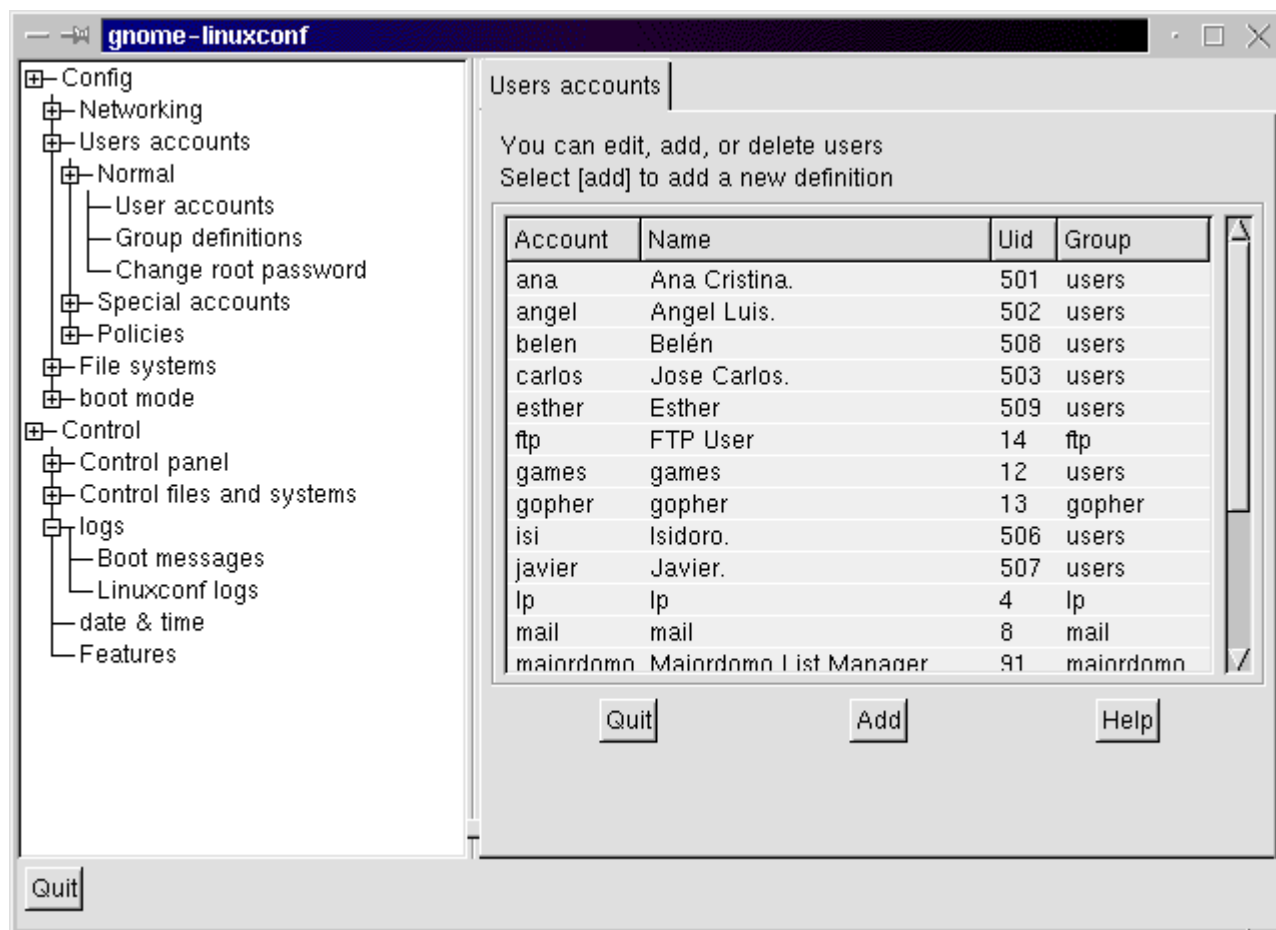 gnome-linuxconf
Config
Networking
Users accounts
Normal
User accounts
Group definitions
Change root password
Special accounts
Policies
File systems
boot mode
Control
Control panel
Control files and systems
logs
Boot messages
Linuxconf logs
date & time
Features
Users accounts
You can edit, add, or delete users
Select [add] to add a new definition
Account Name Uid Group
ana Ana Cristina. 501 users
angel Angel Luis. 502 users
belen Belén 508 users
carlos Jose Carlos. 503 users
esther Esther 509 users
ftp FTP User 14 ftp
games games 12 users
gopher gopher 13 gopher
isi Isidoro. 506 users
javier Javier. 507 users
lp lp 4 lp
mail mail 8 mail
majordomo Majordomo List Manager 91 majordomo
Quit Add Help
Quit